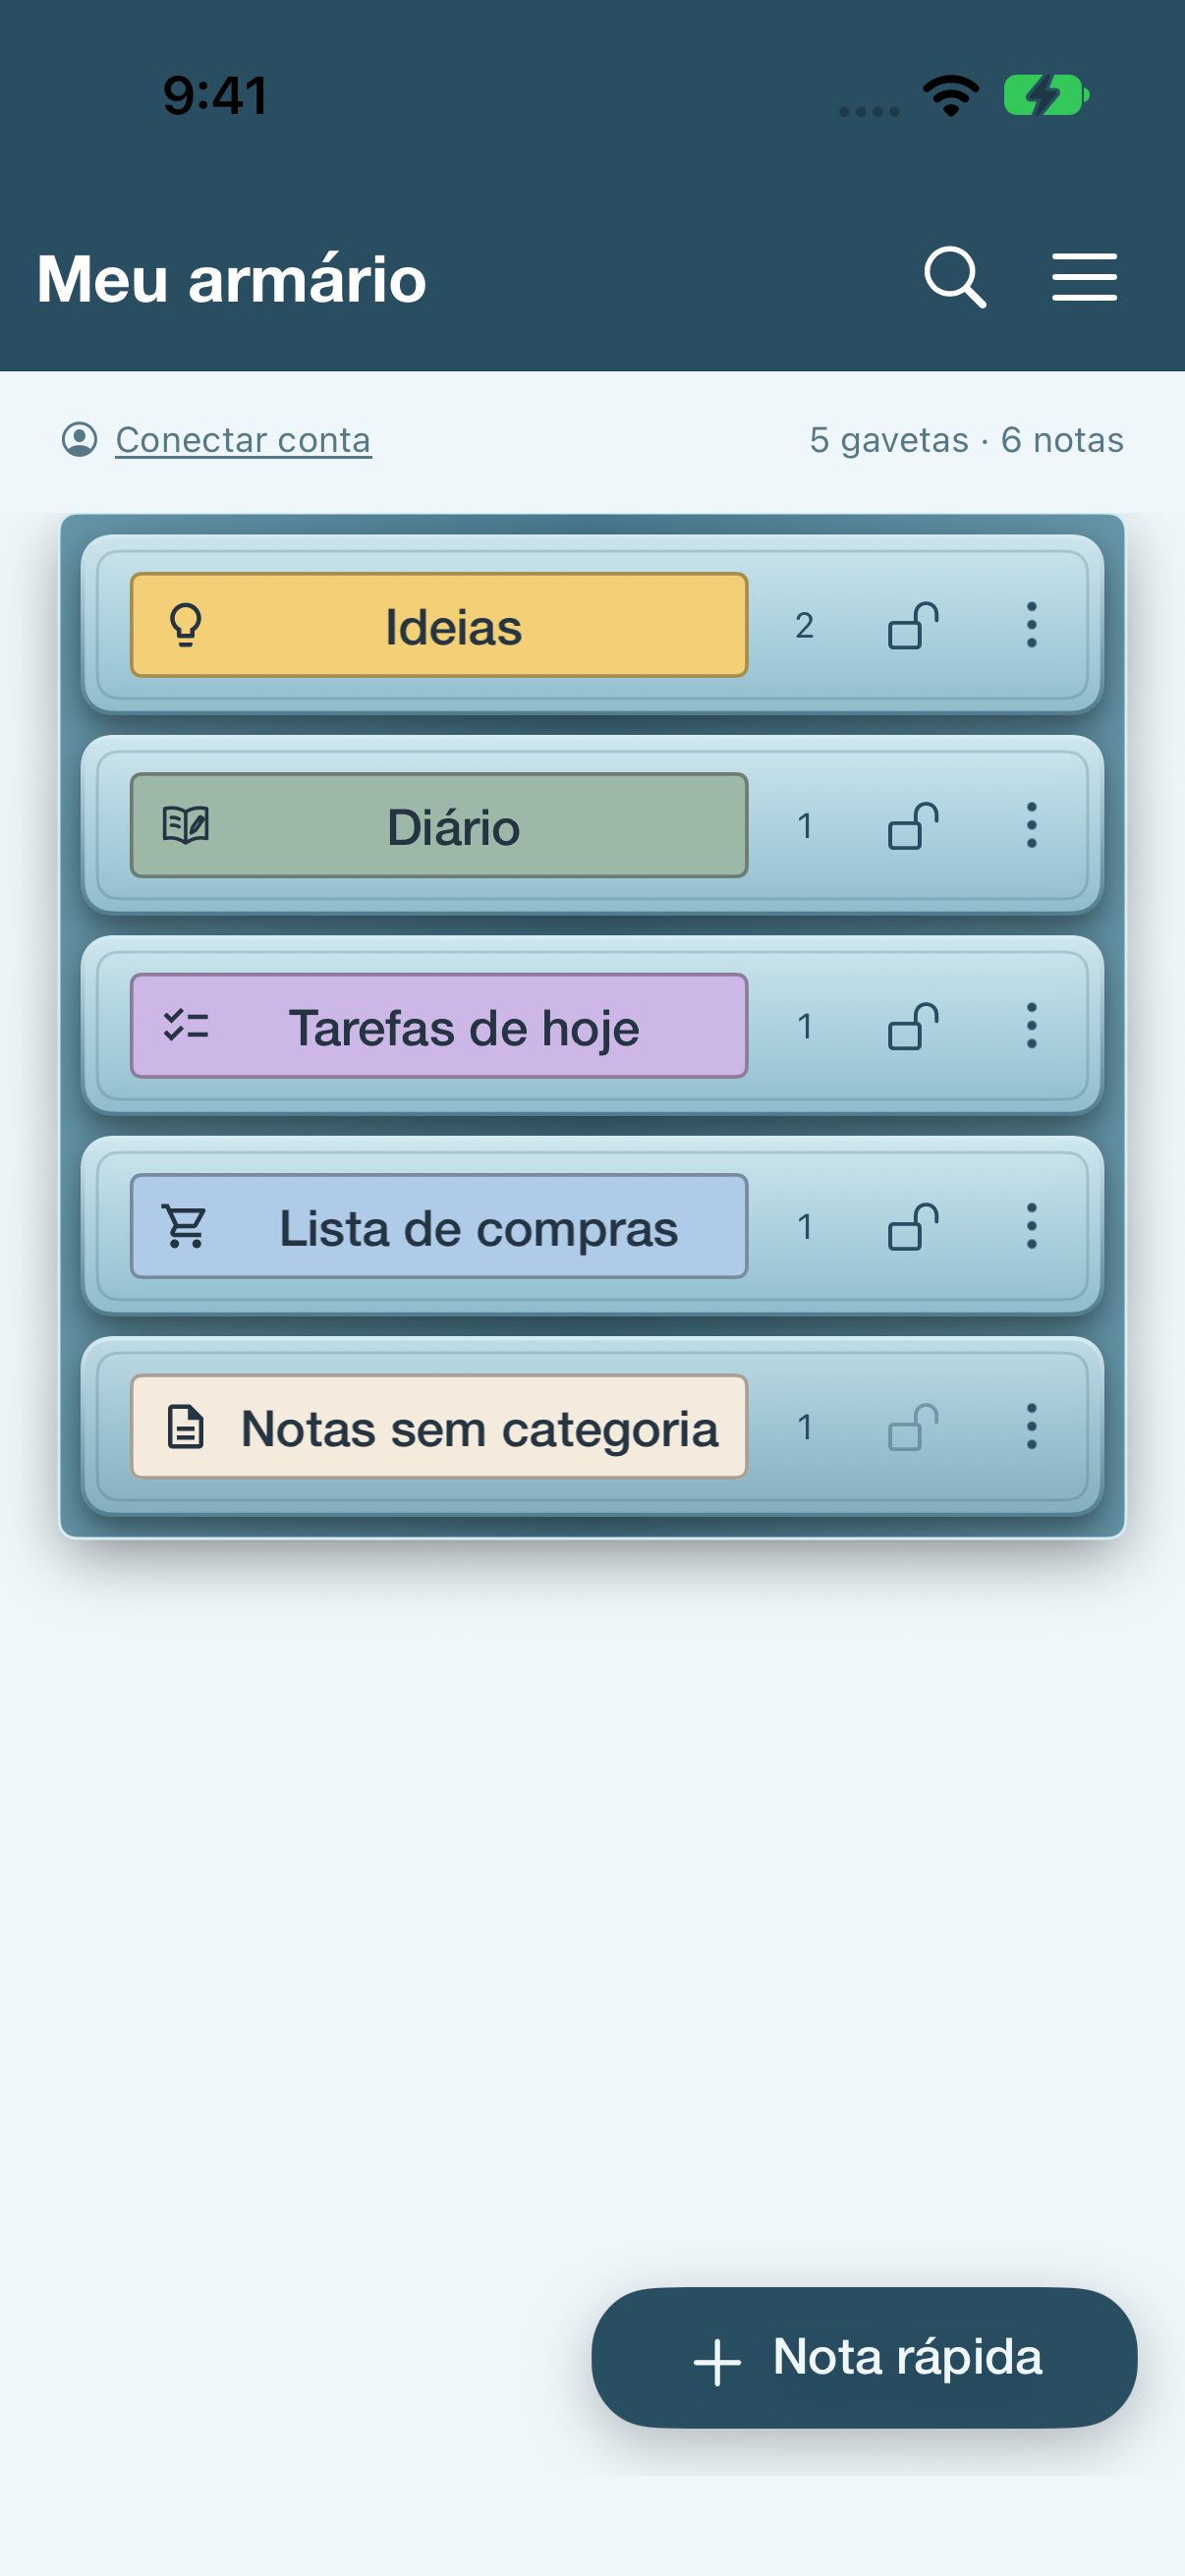 9:41
Meu armário
Conectar conta
5 gavetas · 6 notas
Ideias 2
Diário 1
Tarefas de hoje 1
Lista de compras 1
Notas sem categoria 1
Nota rápida